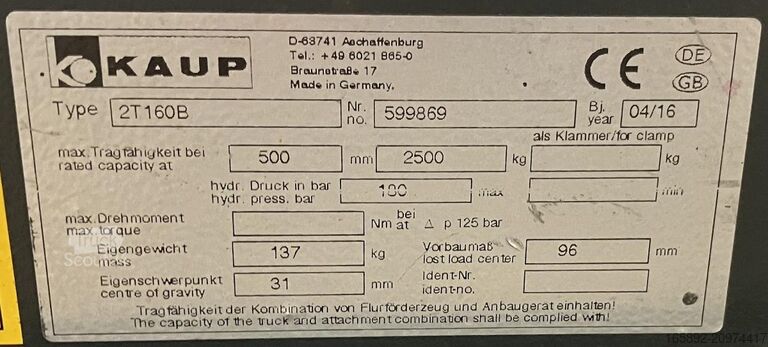 KAUP
D-63741 Aschaffenburg
Tel.: +49 6021 865-0
Braunstraße 17
Made in Germany.
CE
DE
GB
Type 2T160B Nr. no. 599869 Bj. year 04/16
als Klammer/for clamp
max. Tragfähigkeit bei rated capacity at 500 mm 2500 kg kg
hydr. Druck in bar hydr. press. bar 180 max min
max. Drehmoment max. torque Nm bei at Δ p 125 bar
Eigengewicht mass 137 kg Vorbaumaß lost load center 96 mm
Eigenschwerpunkt centre of gravity 31 mm Ident-Nr. ident-no.
Tragfähigkeit der Kombination von Flurförderzeug und Anbaugerät einhalten!
The capacity of the truck and attachment combination shall be complied with!
Truck
Scout
165892-20974417